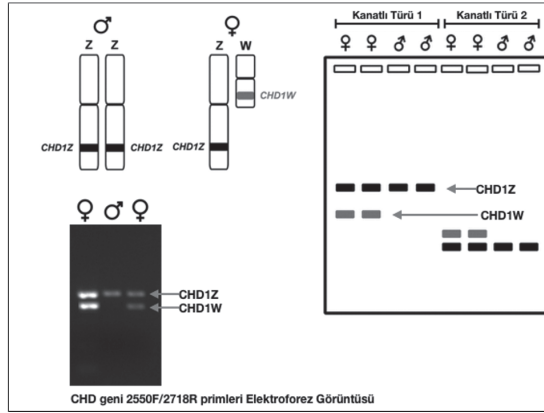 ♂ ♀
Z Z Z W
CHD1W
CHD1Z CHD1Z CHD1Z
♀ ♂ ♀
CHD1Z
CHD1W
CHD geni 2550F/2718R primleri Elektroforez Görüntüsü
Kanatlı Türü 1 Kanatlı Türü 2
♀ ♀ ♂ ♂ ♀ ♀ ♂ ♂
CHD1Z
CHD1W